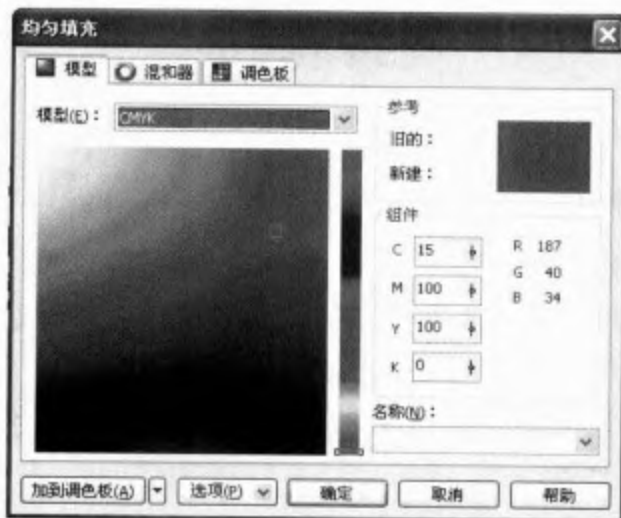 均匀填充
模型 混和器 调色板
模型(E)： CMYK
参考
旧的：
新建：
组件
C 15 R 187
M 100 G 40
B 34
Y 100
K 0
名称(N)：
加到调色板(A) 选项(P) 确定 取消 帮助